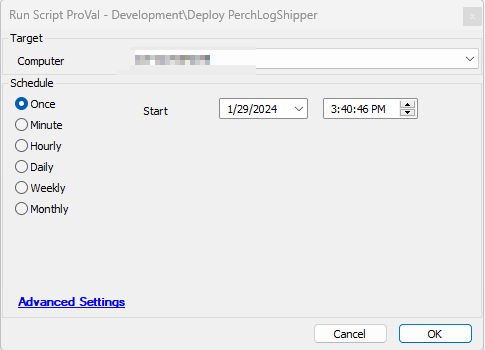 Run Script ProVal - Development\Deploy PerchLogShipper
Target
Computer
Schedule
Once
Start
1/29/2024
3:40:46 PM
Minute
Hourly
Daily
Weekly
Monthly
Advanced Settings
Cancel
OK